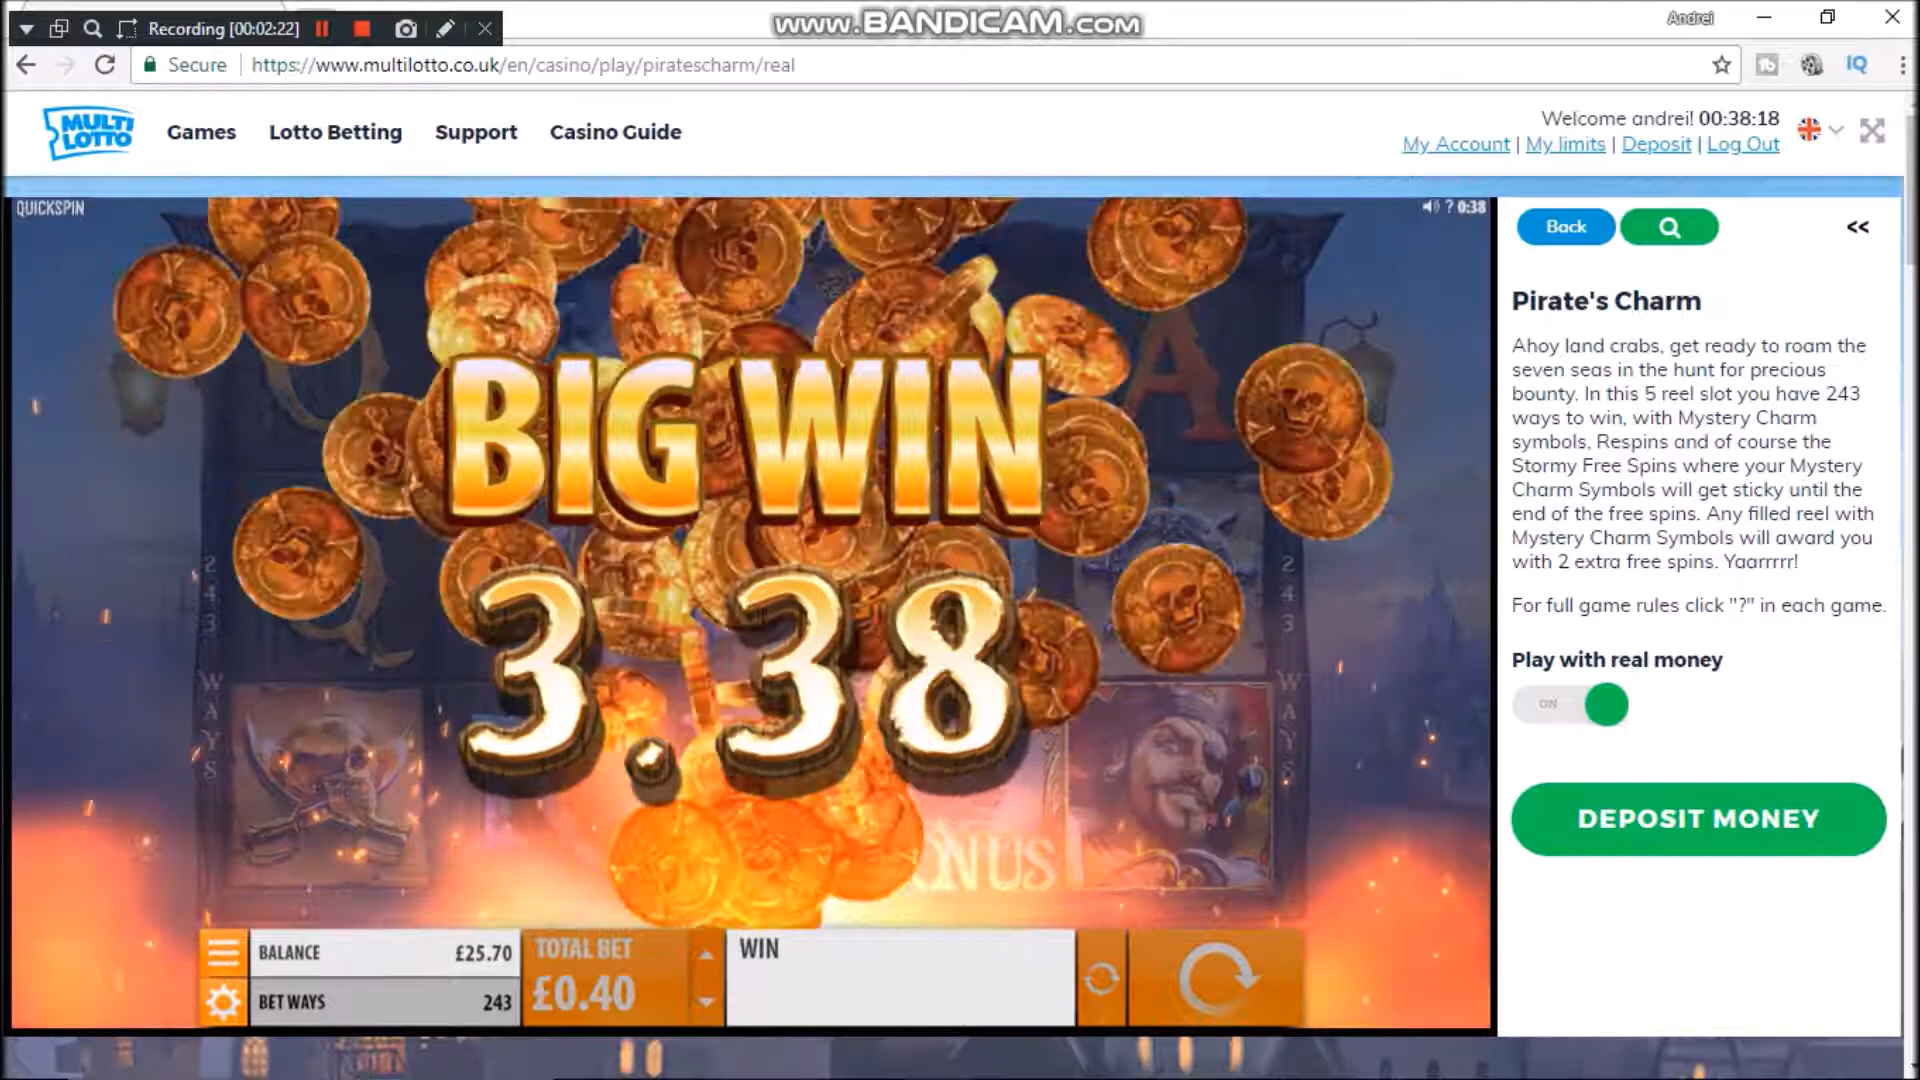 Recording [00:02:22]
www.BANDICAM.com
Andrei
Secure
https://www.multilotto.co.uk/en/casino/play/piratescharm/real
IQ
MULTI
LOTTO
Games
Lotto Betting
Support
Casino Guide
Welcome andrei! 00:38:18
My Account | My limits | Deposit | Log Out
QUICKSPIN
? 0:38
BIG WIN
3.38
Q
A
243 WAYS
243 WAYS
BALANCE £25.70
BET WAYS 243
TOTAL BET
£0.40
WIN
Back
<<
Pirate's Charm
Ahoy land crabs, get ready to roam the
seven seas in the hunt for precious
bounty. In this 5 reel slot you have 243
ways to win, with Mystery Charm
symbols, Respins and of course the
Stormy Free Spins where your Mystery
Charm Symbols will get sticky until the
end of the free spins. Any filled reel with
Mystery Charm Symbols will award you
with 2 extra free spins. Yaarrrrr!
For full game rules click "?" in each game.
Play with real money
ON
DEPOSIT MONEY